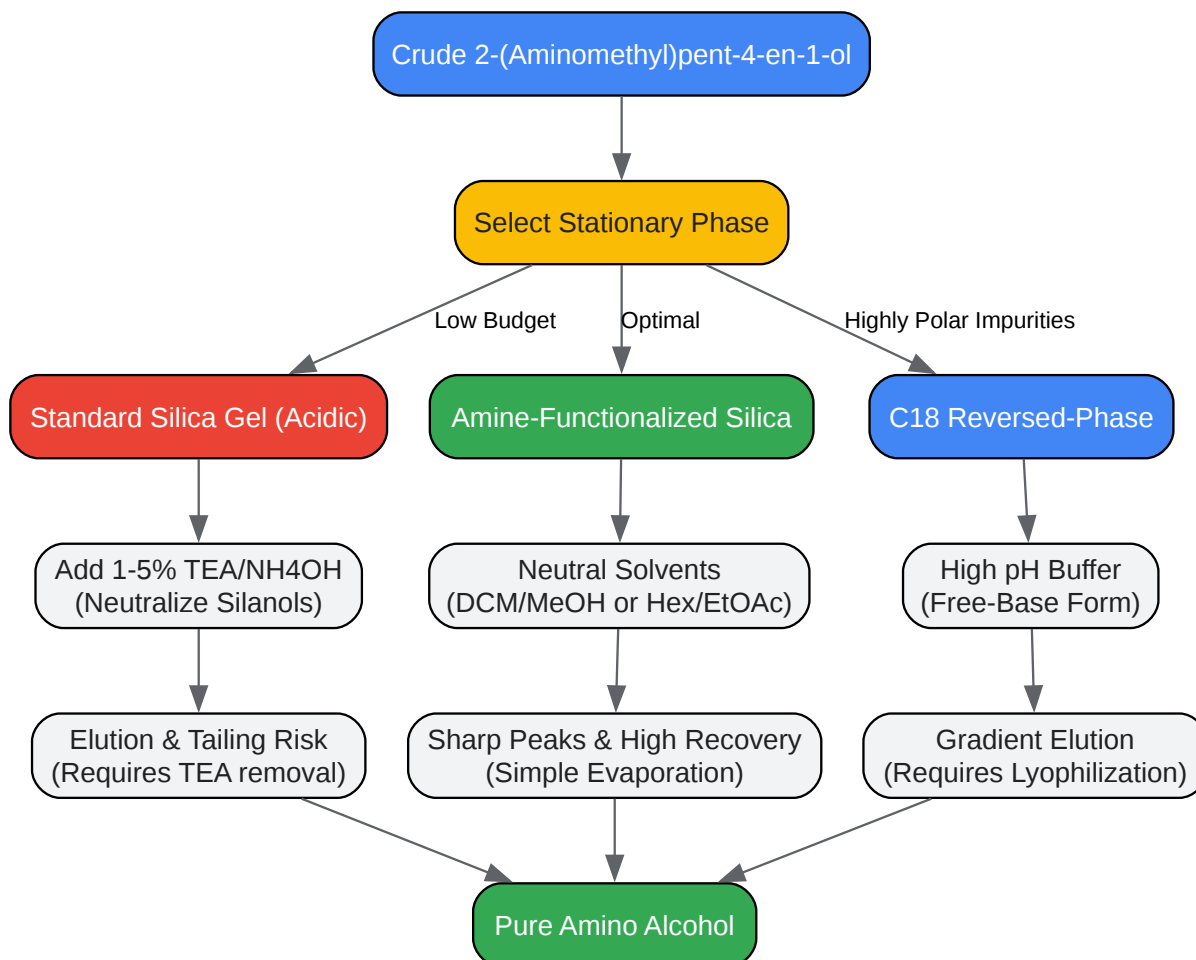 Crude 2-(Aminomethyl)pent-4-en-1-ol
Select Stationary Phase
Low Budget
Optimal
Highly Polar Impurities
Standard Silica Gel (Acidic)
Amine-Functionalized Silica
C18 Reversed-Phase
Add 1-5% TEA/NH4OH
(Neutralize Silanols)
Neutral Solvents
(DCM/MeOH or Hex/EtOAc)
High pH Buffer
(Free-Base Form)
Elution & Tailing Risk
(Requires TEA removal)
Sharp Peaks & High Recovery
(Simple Evaporation)
Gradient Elution
(Requires Lyophilization)
Pure Amino Alcohol